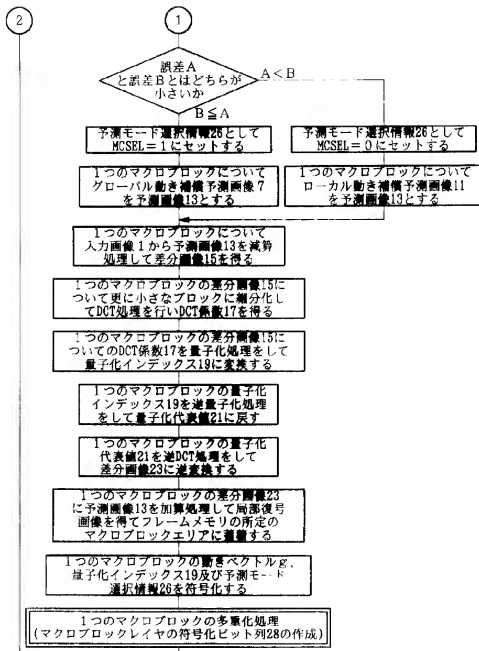 2
1
誤差A
と誤差Bとはどちらが
小さいか
A<B
B≦A
予測モード選択情報26として
MCSEL=1にセットする
予測モード選択情報26として
MCSEL=0にセットする
1つのマクロブロックについて
グローバル動き補償予測画像7
を予測画像13とする
1つのマクロブロックについて
ローカル動き補償予測画像11
を予測画像13とする
1つのマクロブロックについて
入力画像1から予測画像13を減算
処理して差分画像15を得る
1つのマクロブロックの差分画像15に
ついて更に小さなブロックに細分化し
てDCT処理を行いDCT係数17を得る
1つのマクロブロックの差分画像15に
ついてのDCT係数17を量子化処理をして
量子化インデックス19に変換する
1つのマクロブロックの量子化
インデックス19を逆量子化処理
をして量子化代表値21に戻す
1つのマクロブロックの量子化
代表値21を逆DCT処理をして
差分画像23に逆変換する
1つのマクロブロックの差分画像23
に予測画像13を加算処理して局部復号
画像を得てフレームメモリの所定の
マクロブロックエリアに蓄積する
1つのマクロブロックの動きベクトルg、
量子化インデックス19及び予測モード
選択情報26を符号化する
1つのマクロブロックの多重化処理
(マクロブロックレイヤの符号化ビット列28の作成)